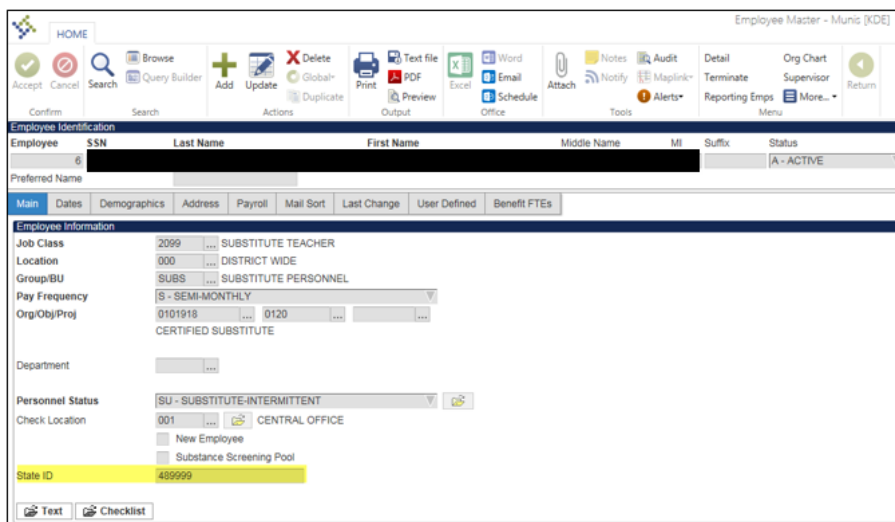 Employee Master - Munis [KDE]
HOME
Accept Cancel Search Browse Query Builder Add Update Delete Global Duplicate Print Text file PDF Preview Excel Word Email Schedule Attach Notes Notify Audit Maplink Alerts Detail Terminate Reporting Emps Org Chart Supervisor More... Return
Confirm Search Actions Output Office Tools Menu
Employee Identification
Employee SSN Last Name First Name Middle Name MI Suffix Status
6 A - ACTIVE
Preferred Name
Main Dates Demographics Address Payroll Mail Sort Last Change User Defined Benefit FTEs
Employee Information
Job Class 2099 ... SUBSTITUTE TEACHER
Location 000 ... DISTRICT WIDE
Group/BU SUBS ... SUBSTITUTE PERSONNEL
Pay Frequency S - SEMI-MONTHLY
Org/Obj/Proj 0101918 ... 0120 ... ...
CERTIFIED SUBSTITUTE
Department ...
Personnel Status SU - SUBSTITUTE-INTERMITTENT
Check Location 001 ... CENTRAL OFFICE
New Employee
Substance Screening Pool
State ID 489999
Text Checklist